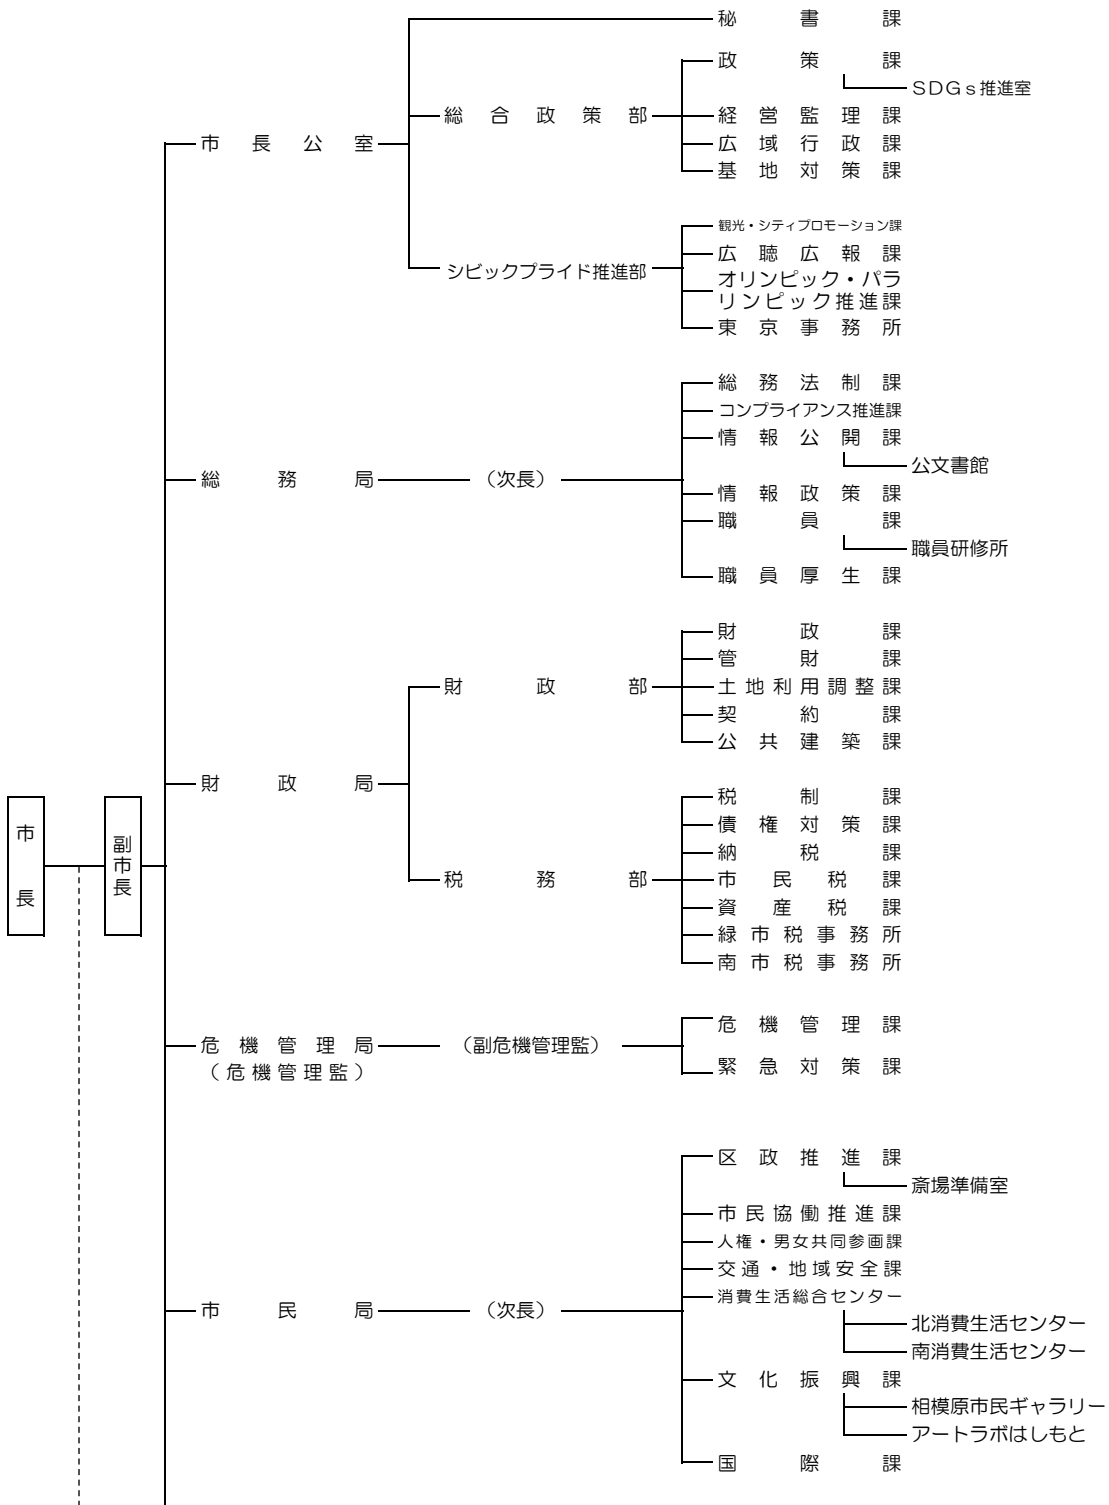 秘書課
政策課
SDGs推進室
総合政策部
経営監理課
市長公室
広域行政課
基地対策課
観光・シティプロモーション課
広聴広報課
シビックプライド推進部
オリンピック・パラ
リンピック推進課
東京事務所
総務法制課
コンプライアンス推進課
情報公開課
公文書館
総務局
(次長)
情報政策課
職員課
職員研修所
職員厚生課
財政課
管財課
財政部
土地利用調整課
契約課
公共建築課
財政局
税制課
債権対策課
納税課
税務部
市民税課
資産税課
緑市税事務所
南市税事務所
市長
副市長
危機管理課
危機管理局
(危機管理監)
(副危機管理監)
緊急対策課
区政推進課
斎場準備室
市民協働推進課
人権・男女共同参画課
交通・地域安全課
消費生活総合センター
市民局
(次長)
北消費生活センター
南消費生活センター
文化振興課
相模原市民ギャラリー
アートラボはしもと
国際課